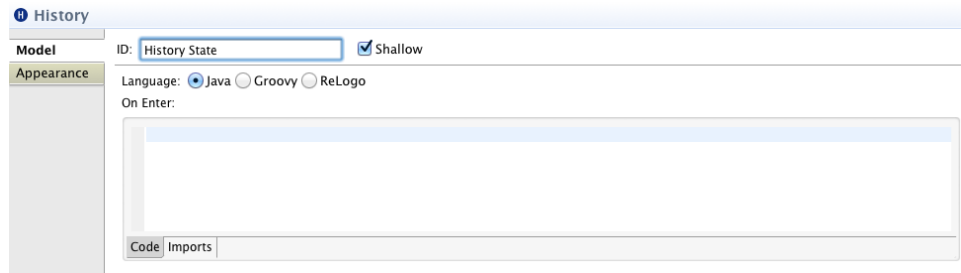 H History
Model
ID: History State Shallow
Appearance
Language: Java Groovy ReLogo
On Enter:
Code Imports